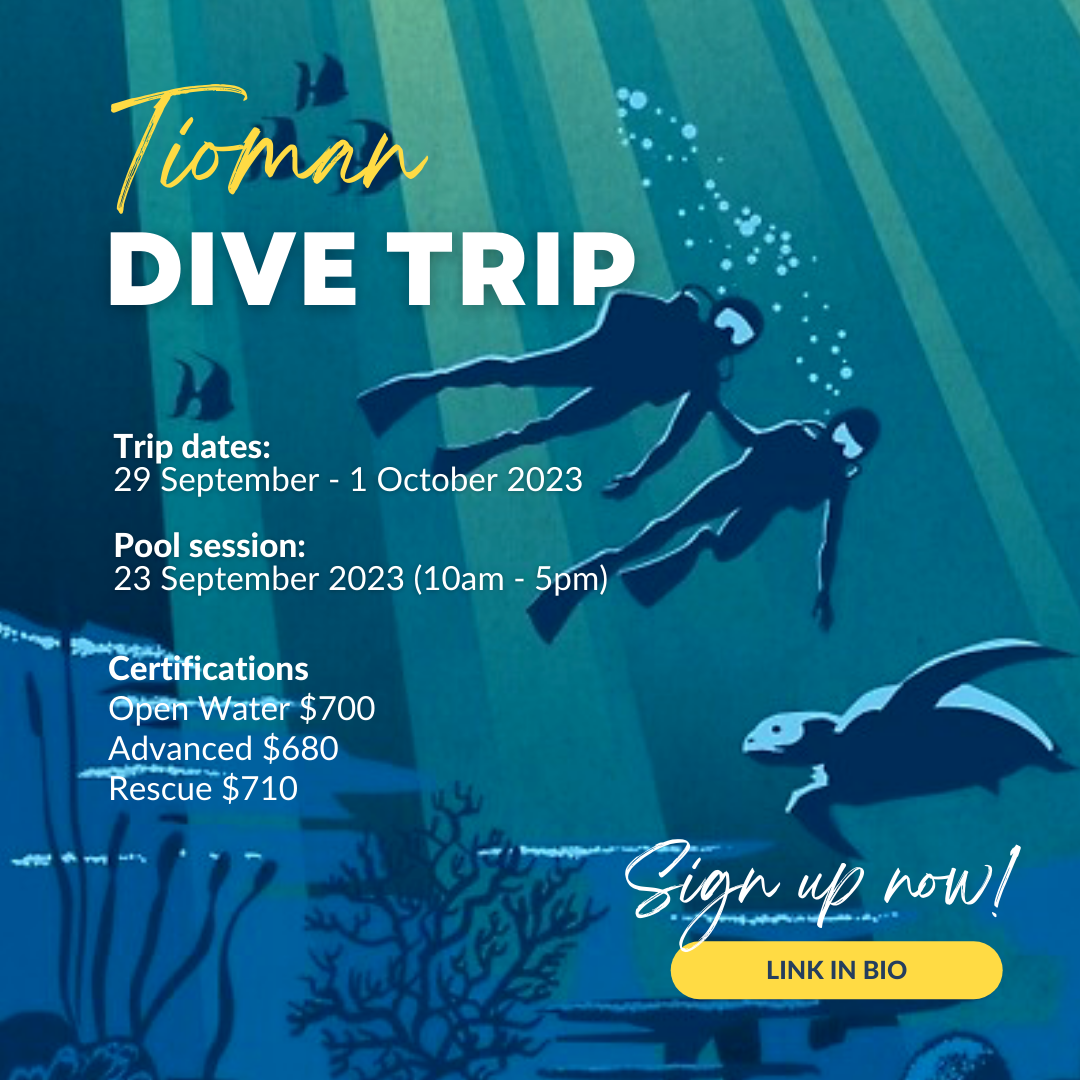 Tioman
DIVE TRIP
Trip dates:
29 September - 1 October 2023
Pool session:
23 September 2023 (10am - 5pm)
Certifications
Open Water $700
Advanced $680
Rescue $710
Sign up now!
LINK IN BIO